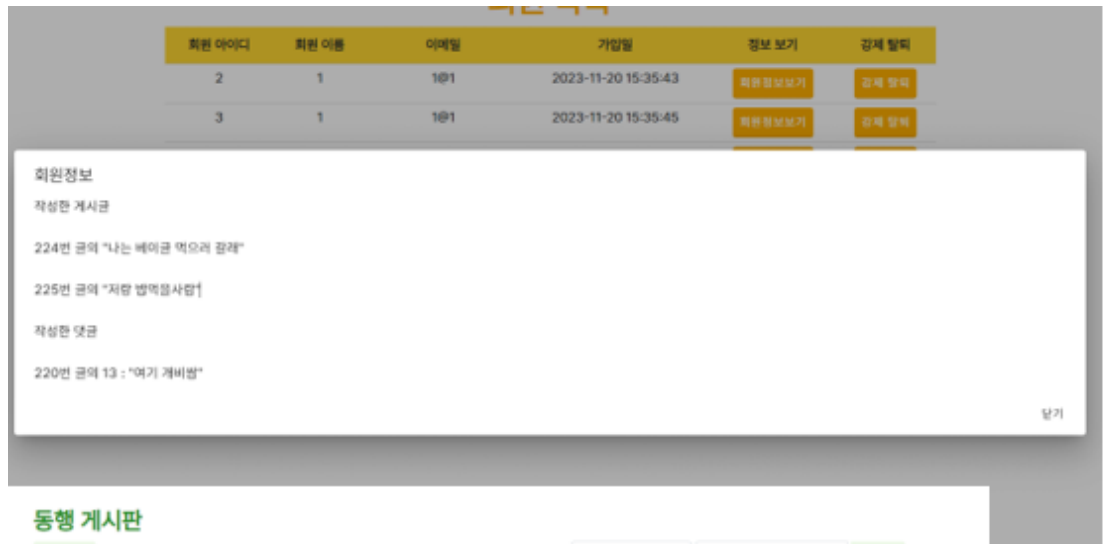 회원 아이디 회원 이름 이메일 가입일 정보 보기 강제 탈퇴
2 1 1@1 2023-11-20 15:35:43 회원정보보기 강제 탈퇴
3 1 1@1 2023-11-20 15:35:45 회원정보보기 강제 탈퇴
회원정보
작성한 게시글
224번 글의 "나는 베이글 먹으러 갈래"
225번 글의 "저랑 밥먹을사람"
작성한 댓글
220번 글의 13 : "여기 개비쌈"
닫기
동행 게시판